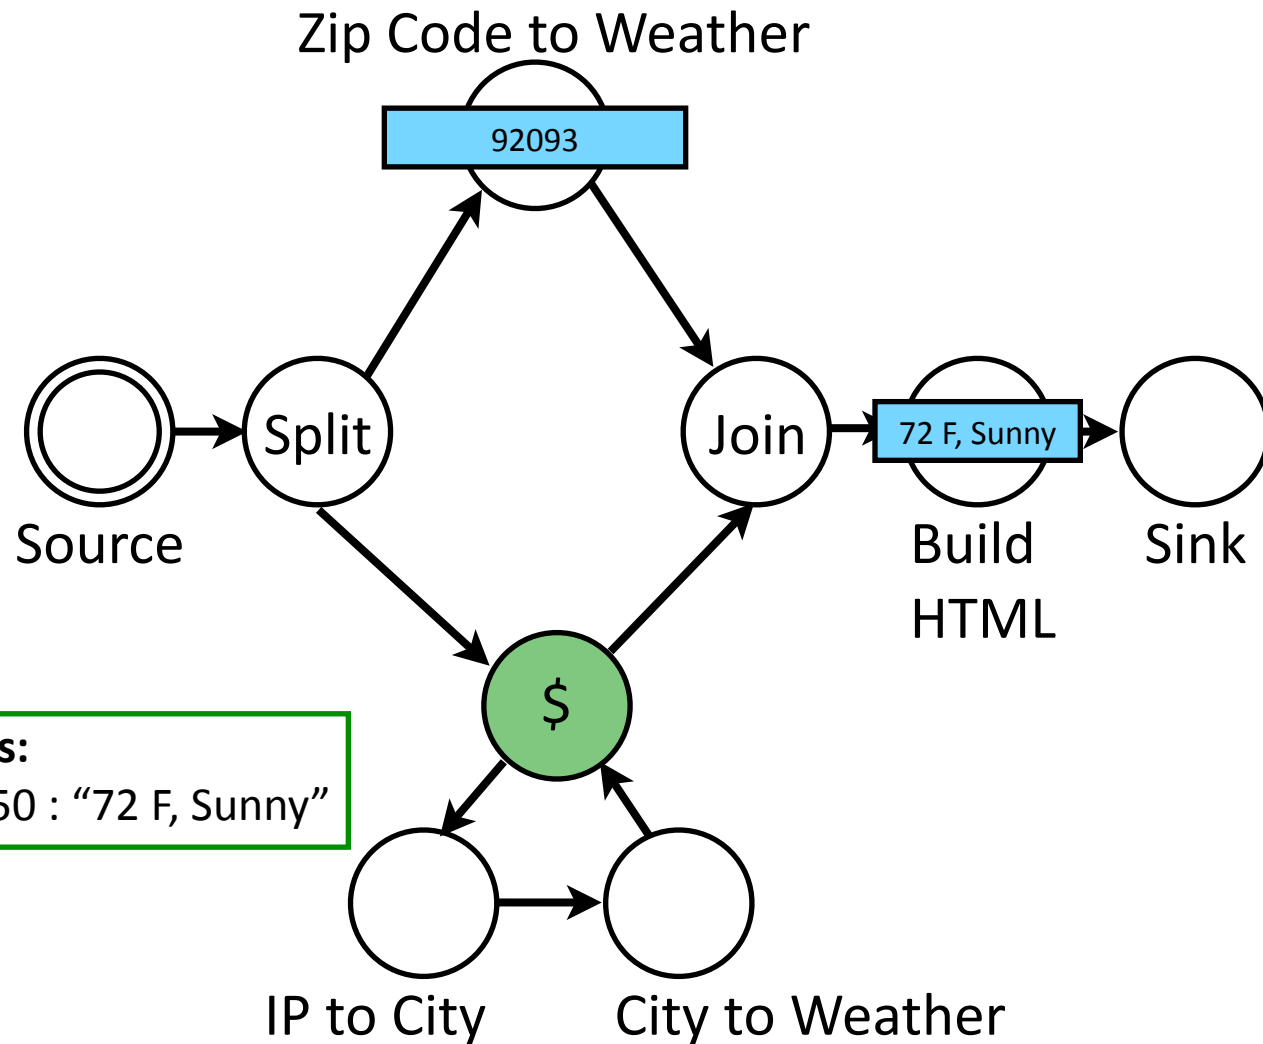 Zip Code to Weather
92093
Split
Join
72 F, Sunny
Source
Build
HTML
Sink
$
s:
50 : “72 F, Sunny”
IP to City
City to Weather